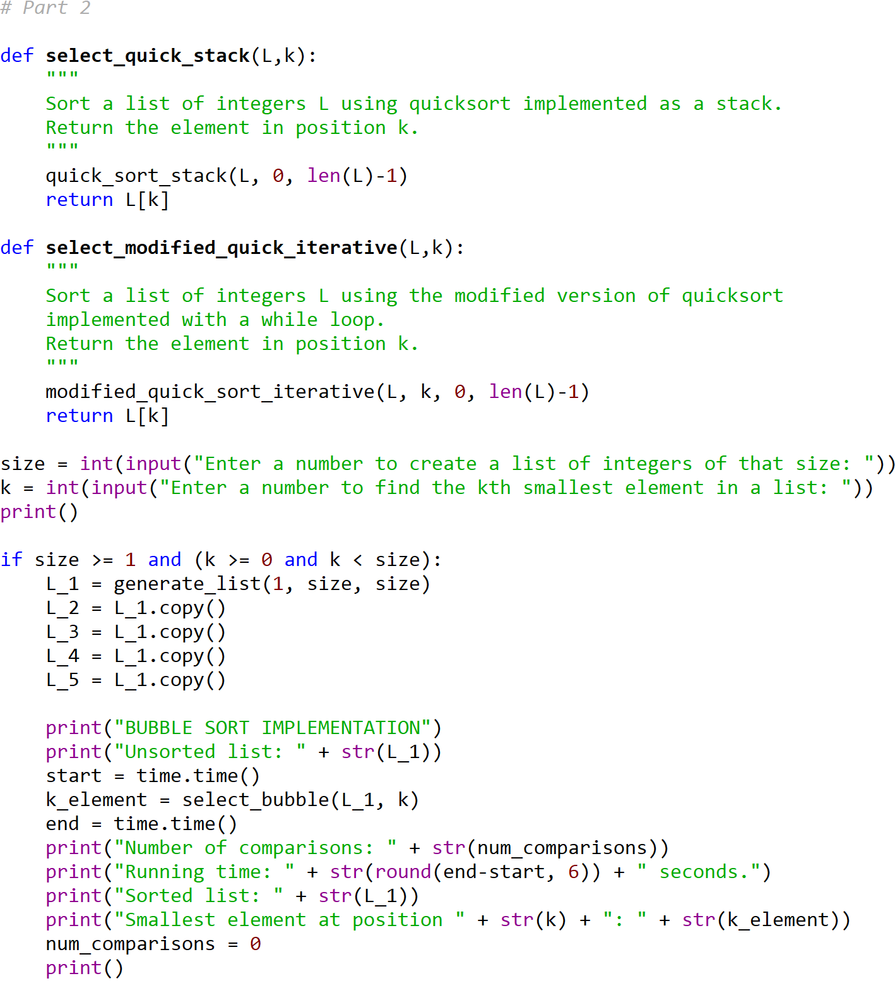 # Part 2
def select_quick_stack(L,k):
    """
    Sort a list of integers L using quicksort implemented as a stack.
    Return the element in position k.
    """
    quick_sort_stack(L, 0, len(L)-1)
    return L[k]
def select_modified_quick_iterative(L,k):
    """
    Sort a list of integers L using the modified version of quicksort
    implemented with a while loop.
    Return the element in position k.
    """
    modified_quick_sort_iterative(L, k, 0, len(L)-1)
    return L[k]
size = int(input("Enter a number to create a list of integers of that size: "))
k = int(input("Enter a number to find the kth smallest element in a list: "))
print()
if size >= 1 and (k >= 0 and k < size):
    L_1 = generate_list(1, size, size)
    L_2 = L_1.copy()
    L_3 = L_1.copy()
    L_4 = L_1.copy()
    L_5 = L_1.copy()
    print("BUBBLE SORT IMPLEMENTATION")
    print("Unsorted list: " + str(L_1))
    start = time.time()
    k_element = select_bubble(L_1, k)
    end = time.time()
    print("Number of comparisons: " + str(num_comparisons))
    print("Running time: " + str(round(end-start, 6)) + " seconds.")
    print("Sorted list: " + str(L_1))
    print("Smallest element at position " + str(k) + ": " + str(k_element))
    num_comparisons = 0
    print()